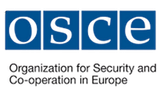 osce
Organization for Security and
Co-operation in Europe